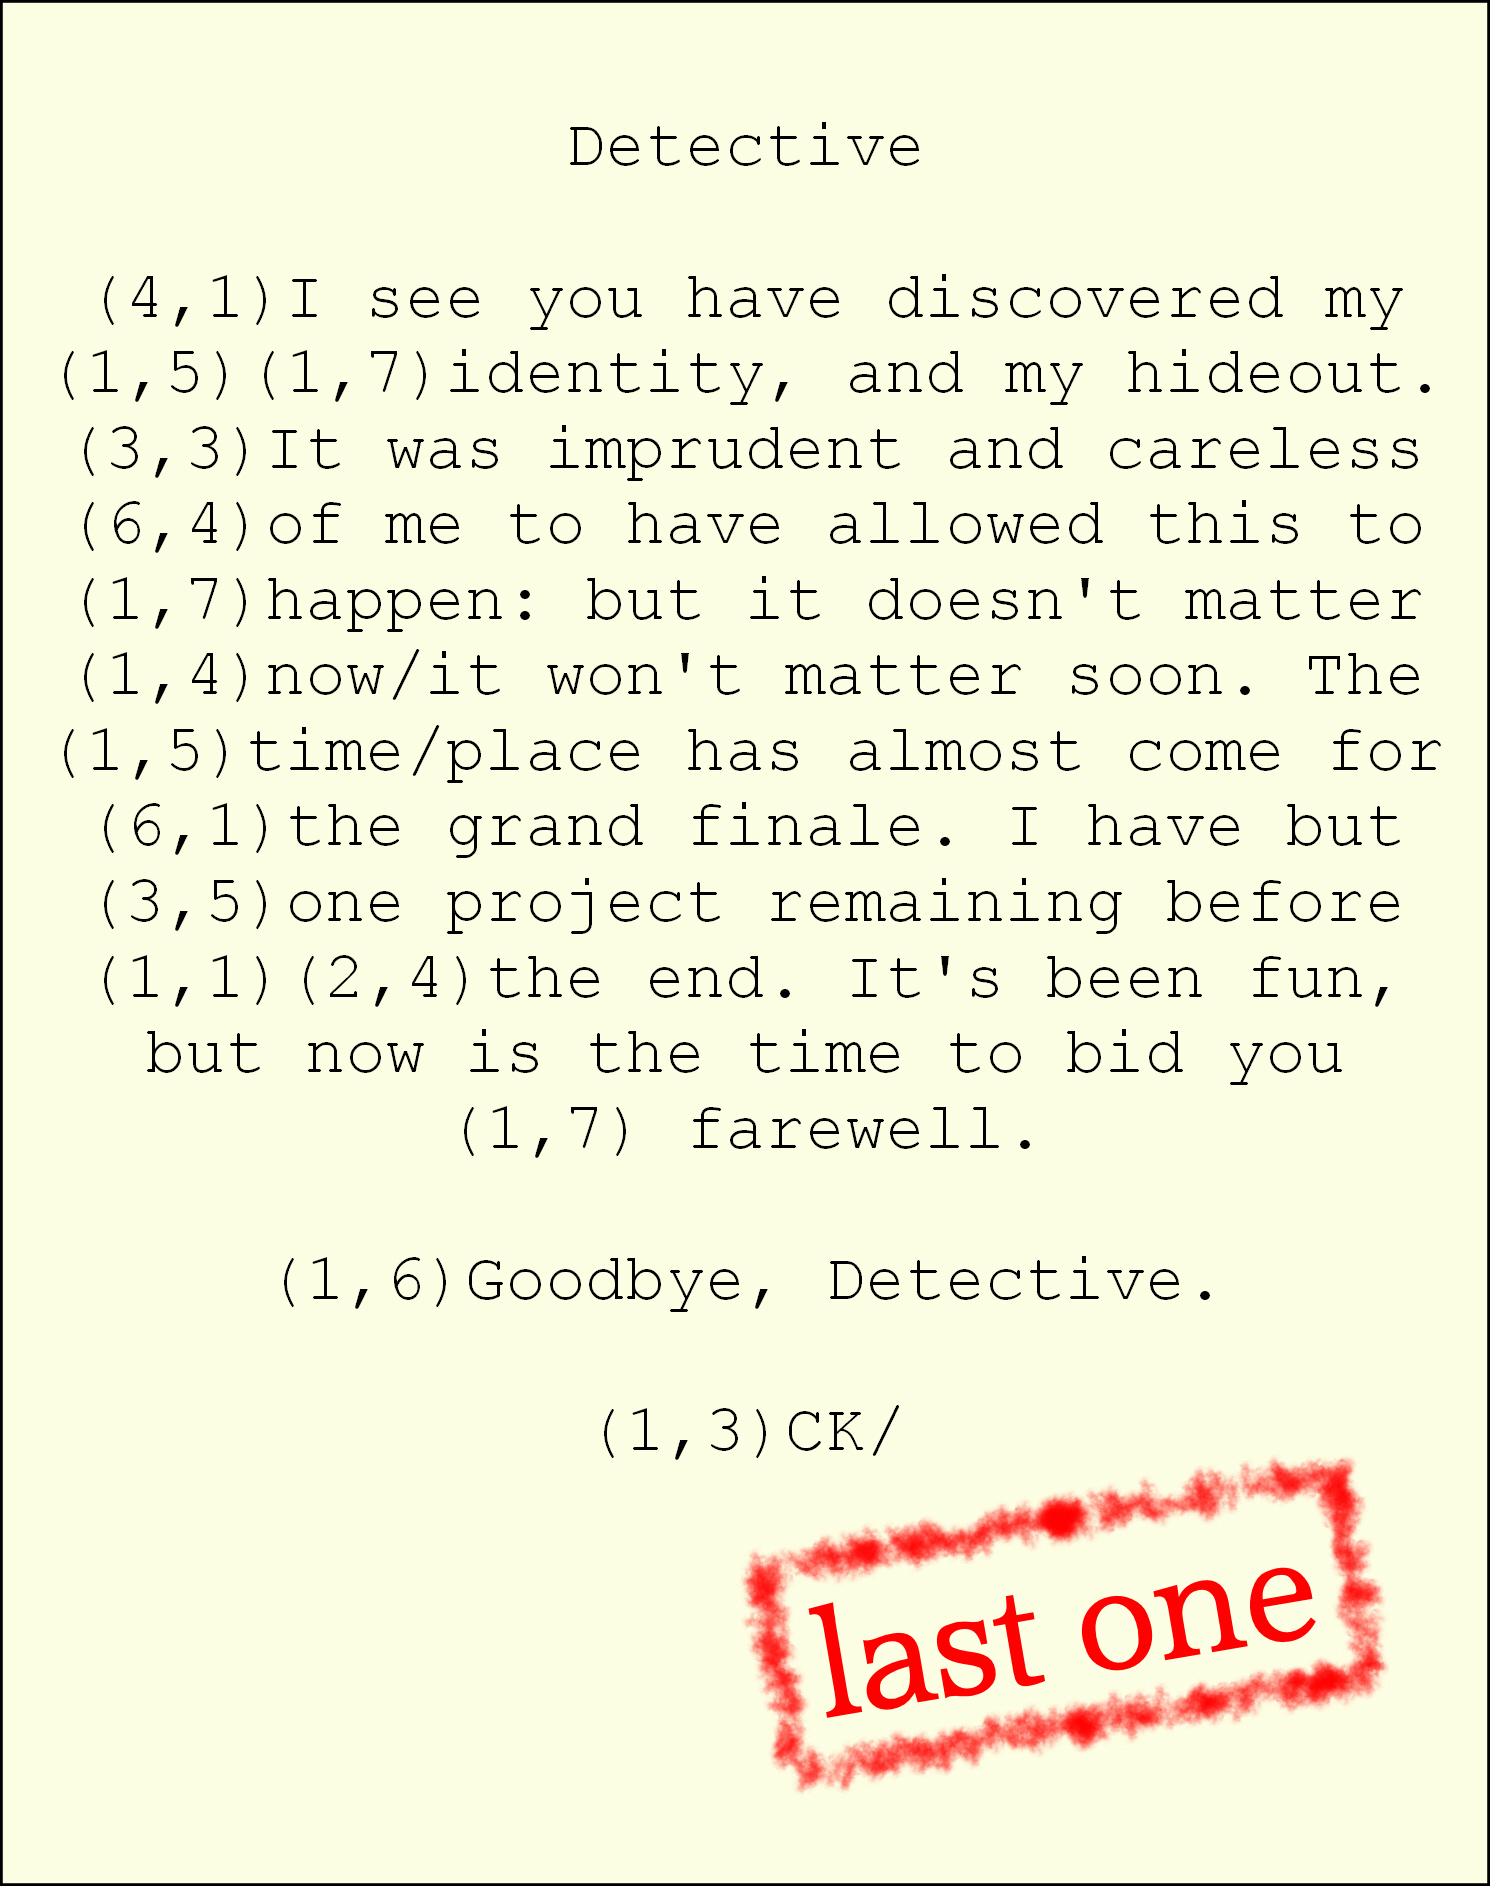 Detective
(4,1)I see you have discovered my
(1,5)(1,7)identity, and my hideout.
(3,3)It was imprudent and careless
(6,4)of me to have allowed this to
(1,7)happen: but it doesn't matter
(1,4)now/it won't matter soon. The
(1,5)time/place has almost come for
(6,1)the grand finale. I have but
(3,5)one project remaining before
(1,1)(2,4)the end. It's been fun,
but now is the time to bid you
(1,7) farewell.
(1,6)Goodbye, Detective.
(1,3)CK/
last one